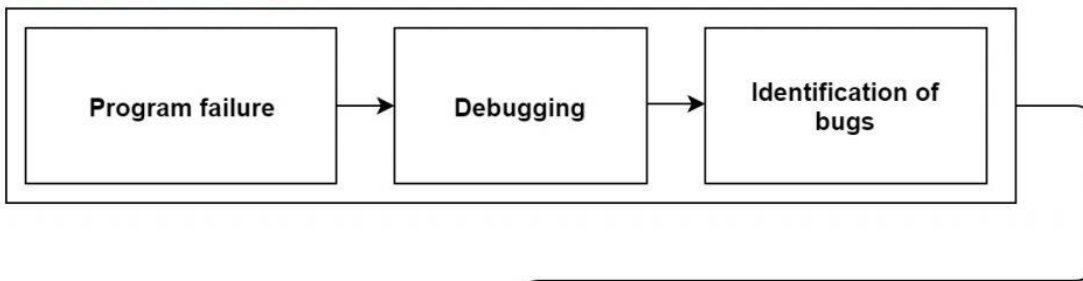 Program failure
Debugging
Identification of
bugs